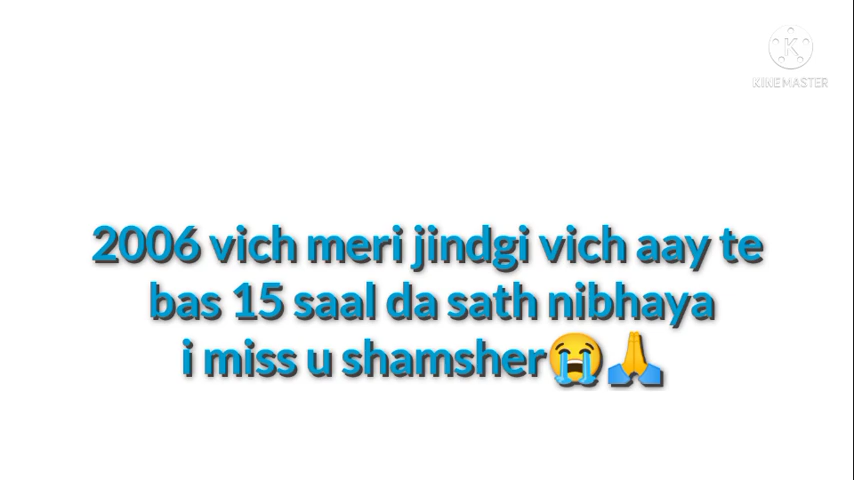 KINEMASTER
2006 vich meri jindgi vich aay te
bas 15 saal da sath nibhaya
i miss u shamsher😭🙏